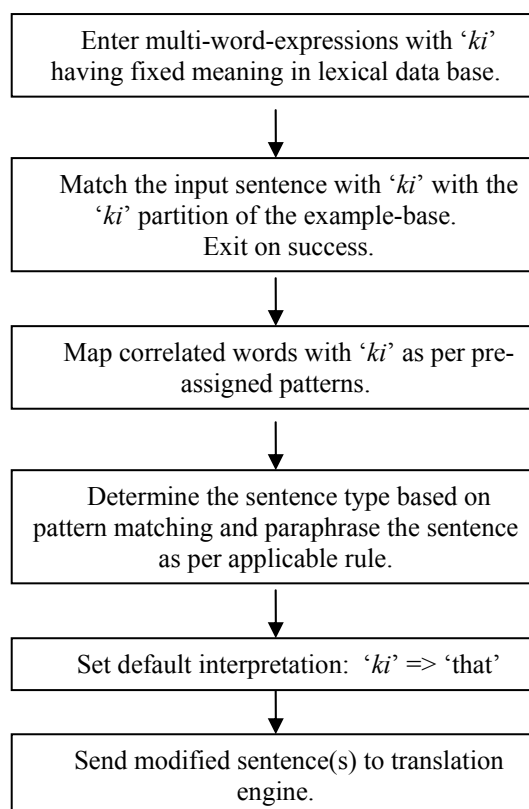 Enter multi-word-expressions with ‘ki’
having fixed meaning in lexical data base.
Match the input sentence with ‘ki’ with the
‘ki’ partition of the example-base.
Exit on success.
Map correlated words with ‘ki’ as per pre-
assigned patterns.
Determine the sentence type based on
pattern matching and paraphrase the sentence
as per applicable rule.
Set default interpretation: ‘ki’ => ‘that’
Send modified sentence(s) to translation
engine.